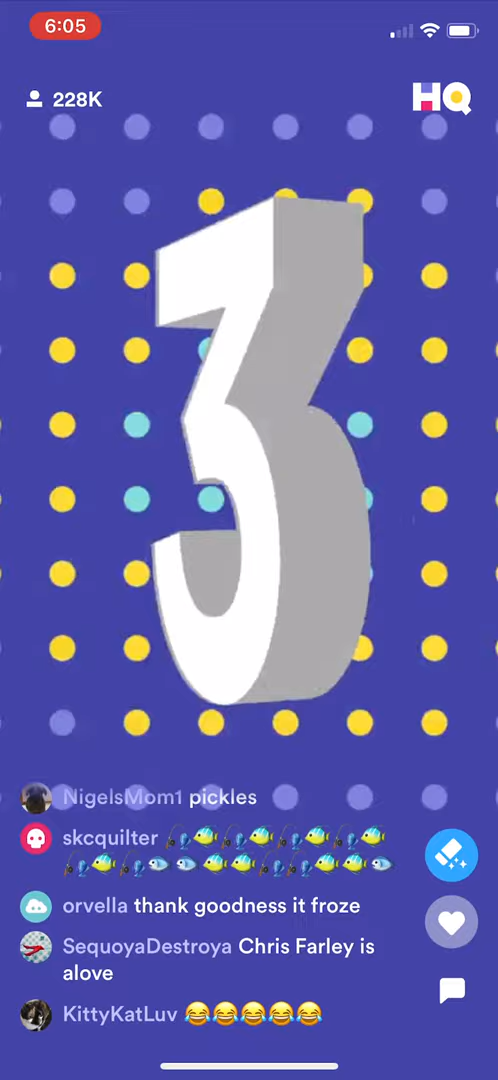 6:05
228K
HQ
3
NigelsMom1 pickles
skcquilter 🎣🐠🎣🐠🎣🐠🎣🐠
🎣🐠🎣🐟🐟🐠🐠🎣🎣🐠🐠🐟
orvella thank goodness it froze
SequoyaDestroya Chris Farley is
alove
KittyKatLuv 😂😂😂😂😂